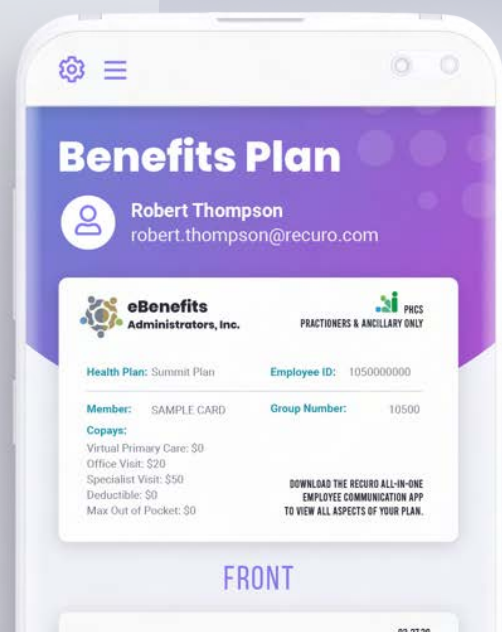 Benefits Plan
Robert Thompson
robert.thompson@recuro.com
eBenefits
Administrators, Inc.
PHCS
PRACTIONERS & ANCILLARY ONLY
Health Plan: Summit Plan
Employee ID: 1050000000
Member: SAMPLE CARD
Group Number: 10500
Copays:
Virtual Primary Care: $0
Office Visit: $20
Specialist Visit: $50
Deductible: $0
Max Out of Pocket: $0
DOWNLOAD THE RECURO ALL-IN-ONE
EMPLOYEE COMMUNICATION APP
TO VIEW ALL ASPECTS OF YOUR PLAN.
FRONT